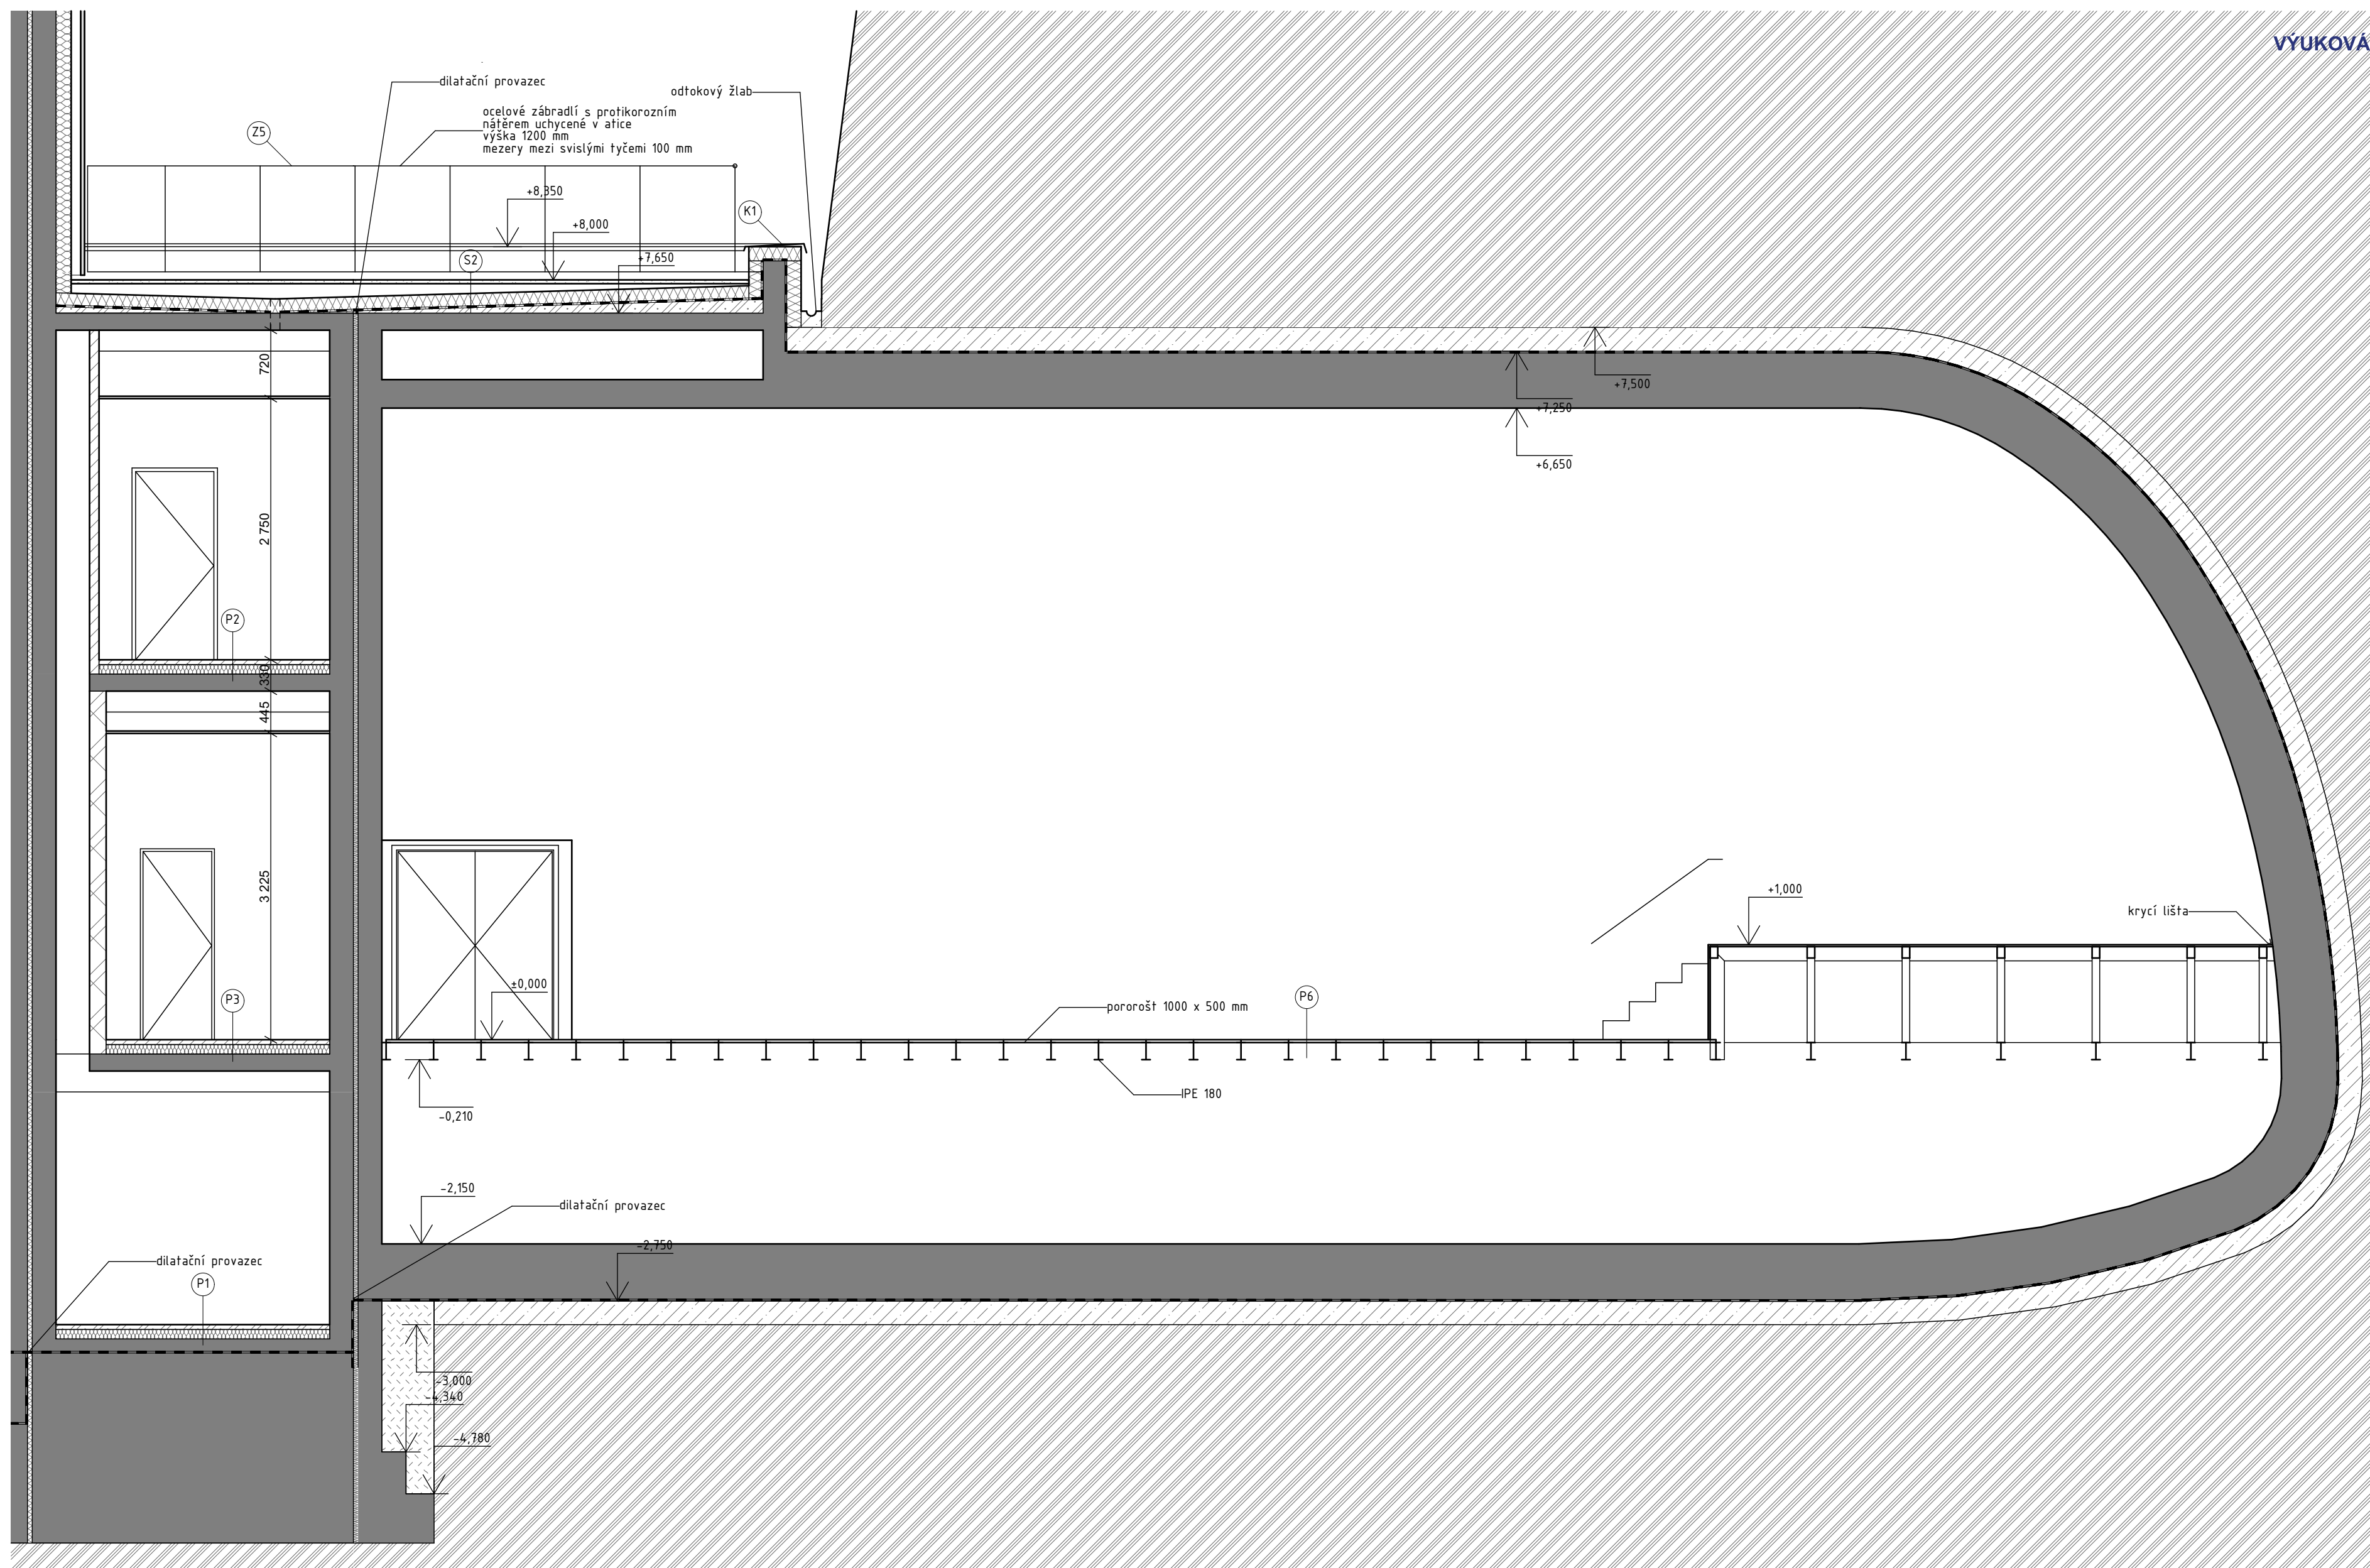 VÝUKOVÁ
dilatační provazec
odtokový žlab
ocelové zábradlí s protikorozním
nátěrem uchycené v atice
výška 1200 mm
mezery mezi svislými tyčemi 100 mm
Z5
+8,350
K1
+8,000
S2
+7,650
720
+7,500
+7,250
+6,650
2 750
P2
330
445
3 225
+1,000
krycí lišta
±0,000
P3
P6
pororošt 1000 x 500 mm
IPE 180
-0,210
-2,150
dilatační provazec
-2,750
dilatační provazec
P1
-3,000
-4,340
-4,780